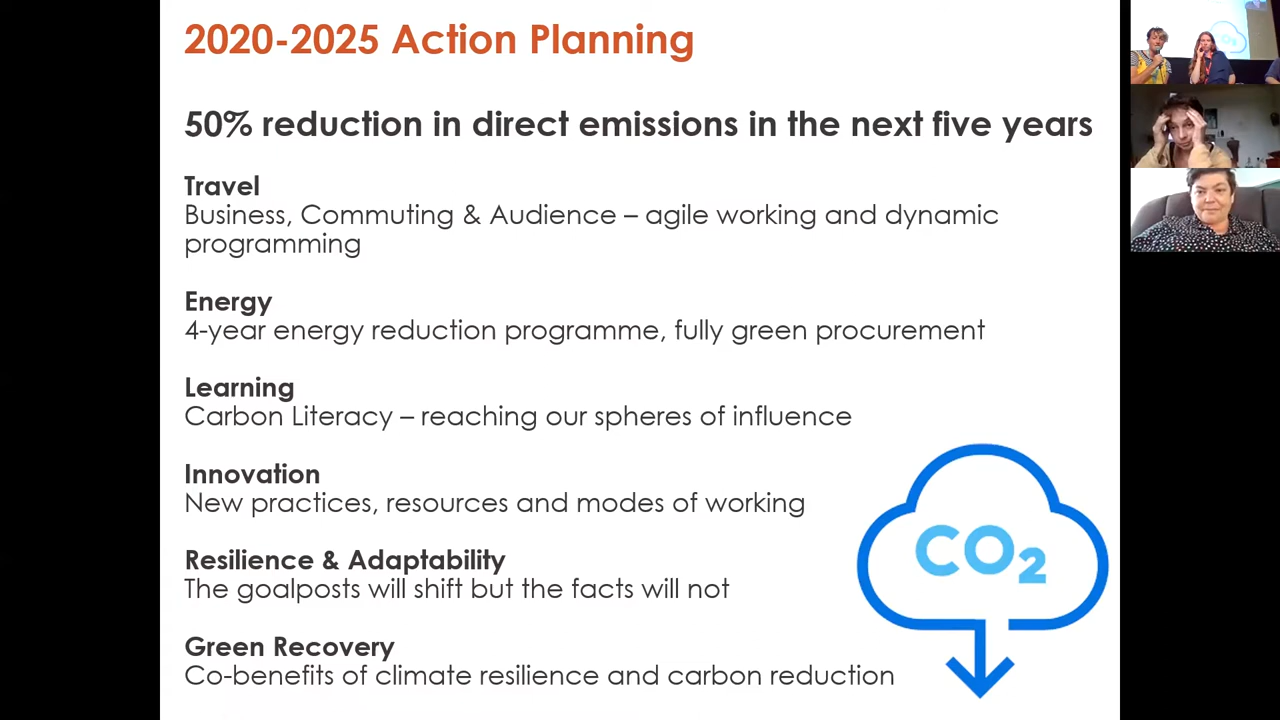 2020-2025 Action Planning
50% reduction in direct emissions in the next five years
Travel
Business, Commuting & Audience – agile working and dynamic
programming
Energy
4-year energy reduction programme, fully green procurement
Learning
Carbon Literacy – reaching our spheres of influence
Innovation
New practices, resources and modes of working
Resilience & Adaptability
The goalposts will shift but the facts will not
Green Recovery
Co-benefits of climate resilience and carbon reduction
CO₂